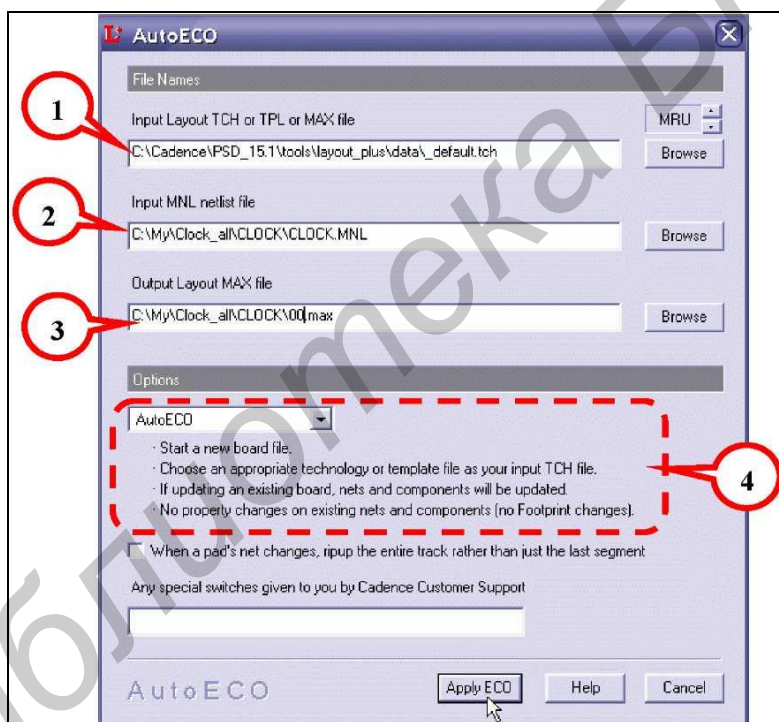 AutoECO
File Names
1
Input Layout TCH or TPL or MAX file
MRU
C:\Cadence\PSD_15.1\tools\layout_plus\data\_default.tch
Browse
2
Input MNL netlist file
C:\My\Clock_all\CLOCK\CLOCK.MNL
Browse
Output Layout MAX file
3
C:\My\Clock_all\CLOCK\00.max
Browse
Options
AutoECO
· Start a new board file.
· Choose an appropriate technology or template file as your input TCH file.
· If updating an existing board, nets and components will be updated.
· No property changes on existing nets and components (no Footprint changes).
4
When a pad's net changes, ripup the entire track rather than just the last segment
Any special switches given to you by Cadence Customer Support
AutoECO
Apply ECO
Help
Cancel
блиотека Б